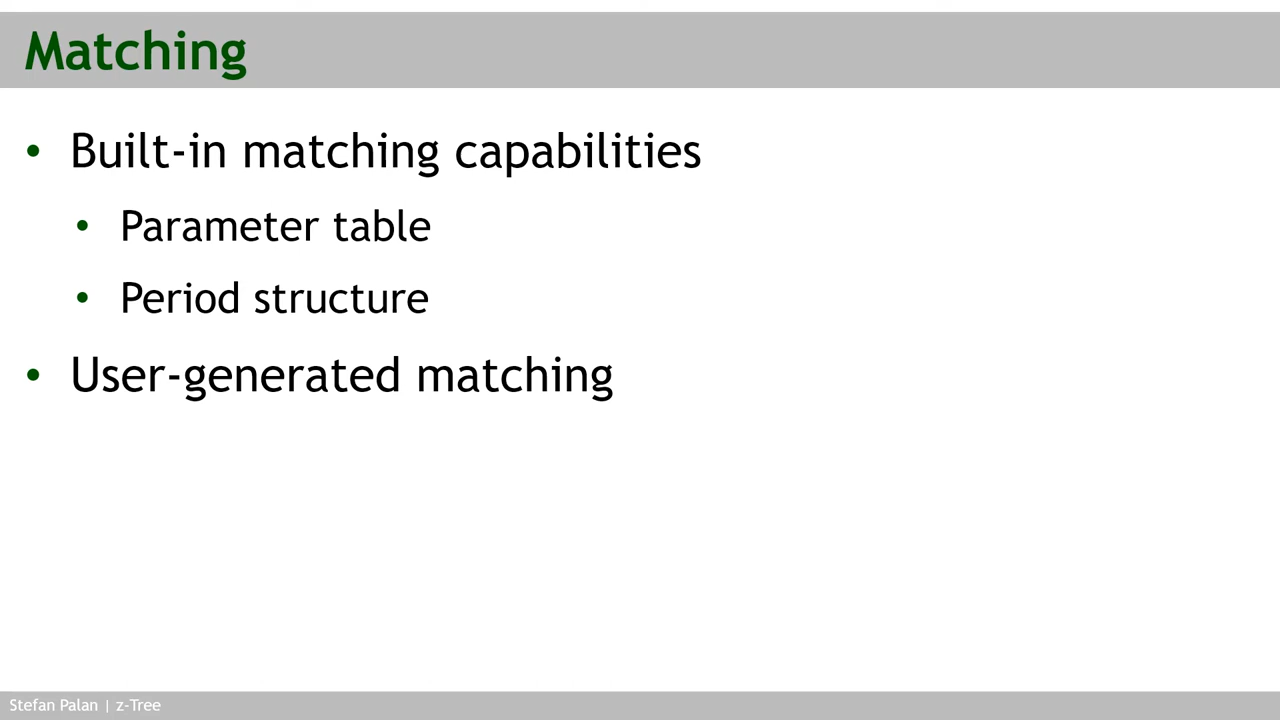 Matching
• Built-in matching capabilities
• Parameter table
• Period structure
• User-generated matching
Stefan Palan | z-Tree